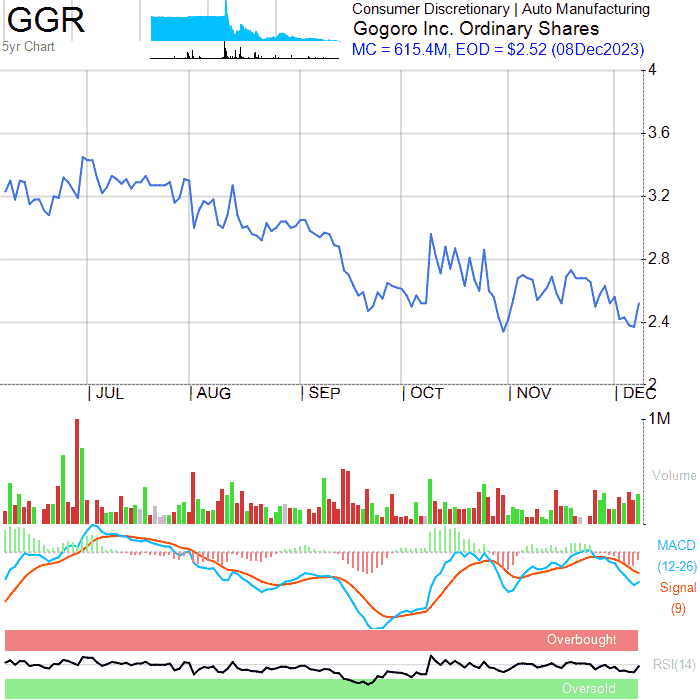 GGR
5yr Chart
Consumer Discretionary | Auto Manufacturing
Gogoro Inc. Ordinary Shares
MC = 615.4M, EOD = $2.52 (08Dec2023)
4
3.6
3.2
2.8
2.4
2
JUL
AUG
SEP
OCT
NOV
DEC
1M
Volume
MACD
(12-26)
Signal
(9)
Overbought
RSI(14)
Oversold